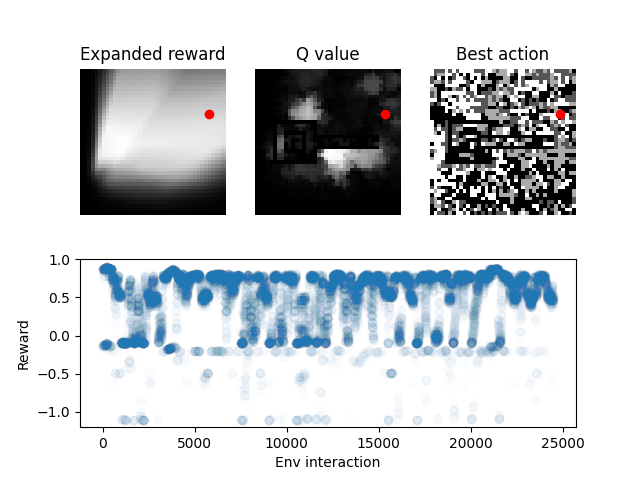 Expanded reward
Q value
Best action
1.0
0.5
0.0
−0.5
−1.0
Reward
0 5000 10000 15000 20000 25000
Env interaction